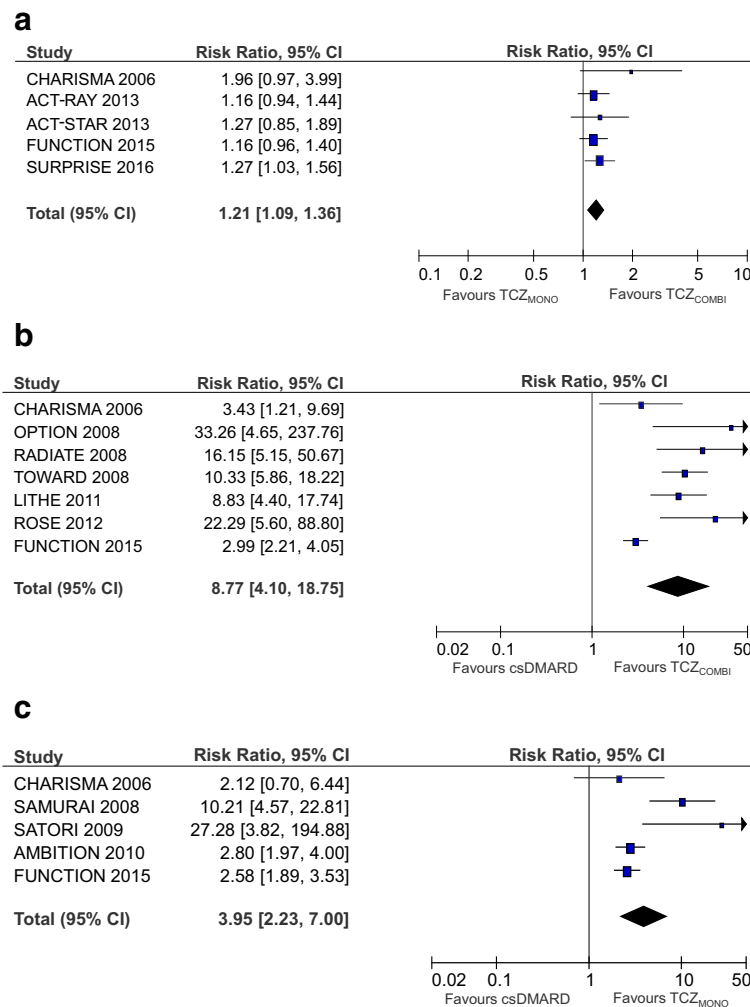 a
Study Risk Ratio, 95% CI Risk Ratio, 95% CI
CHARISMA 2006 1.96 [0.97, 3.99]
ACT-RAY 2013 1.16 [0.94, 1.44]
ACT-STAR 2013 1.27 [0.85, 1.89]
FUNCTION 2015 1.16 [0.96, 1.40]
SURPRISE 2016 1.27 [1.03, 1.56]
Total (95% CI) 1.21 [1.09, 1.36]
0.1 0.2 0.5 1 2 5 10
Favours TCZMONO Favours TCZCOMBI
b
Study Risk Ratio, 95% CI Risk Ratio, 95% CI
CHARISMA 2006 3.43 [1.21, 9.69]
OPTION 2008 33.26 [4.65, 237.76]
RADIATE 2008 16.15 [5.15, 50.67]
TOWARD 2008 10.33 [5.86, 18.22]
LITHE 2011 8.83 [4.40, 17.74]
ROSE 2012 22.29 [5.60, 88.80]
FUNCTION 2015 2.99 [2.21, 4.05]
Total (95% CI) 8.77 [4.10, 18.75]
0.02 0.1 1 10 50
Favours csDMARD Favours TCZCOMBI
c
Study Risk Ratio, 95% CI Risk Ratio, 95% CI
CHARISMA 2006 2.12 [0.70, 6.44]
SAMURAI 2008 10.21 [4.57, 22.81]
SATORI 2009 27.28 [3.82, 194.88]
AMBITION 2010 2.80 [1.97, 4.00]
FUNCTION 2015 2.58 [1.89, 3.53]
Total (95% CI) 3.95 [2.23, 7.00]
0.02 0.1 1 10 50
Favours csDMARD Favours TCZMONO